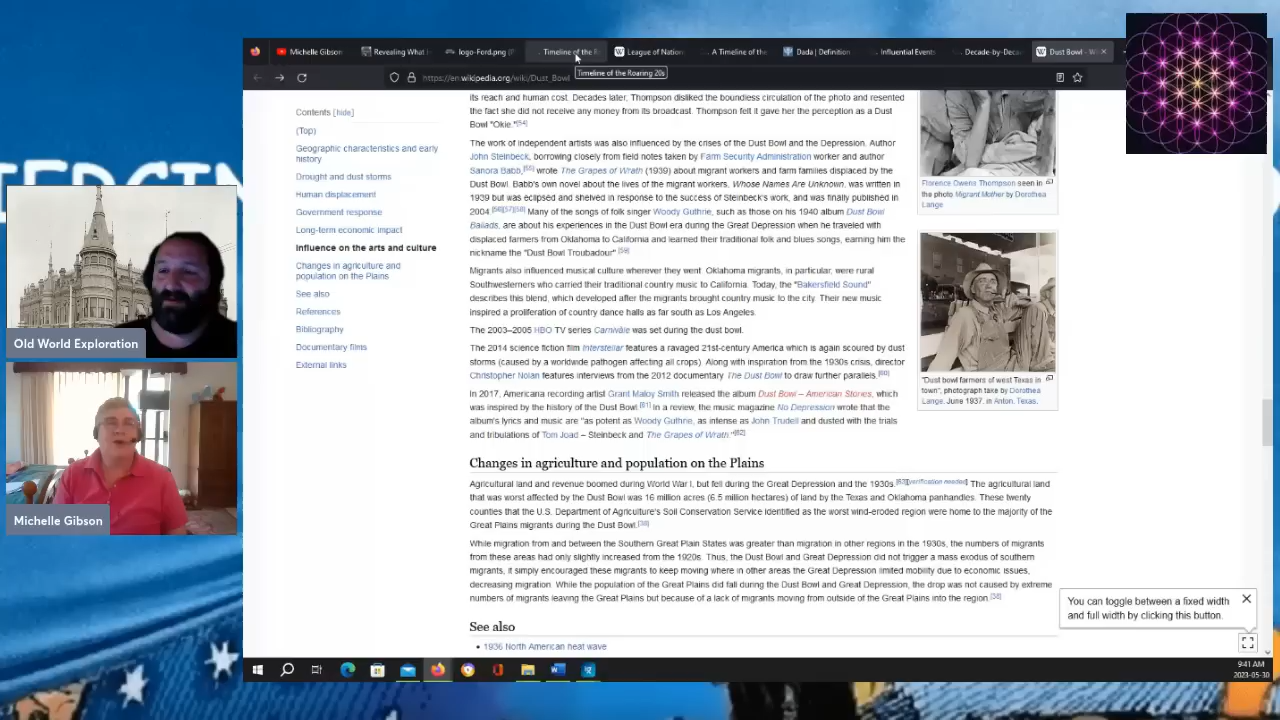 Michelle Gibson
Revealing What
logo-Ford.png (
Timeline of the R
League of Nation
A Timeline of the
Dada | Definition
Influential Events
Decade-by-Deca
Dust Bowl - W
https://en.wikipedia.org/wiki/Dust_Bowl
Timeline of the Roaring 20s
Contents [hide]
(Top)
Geographic characteristics and early
history
Drought and dust storms
Human displacement
Government response
Long-term economic impact
Influence on the arts and culture
Changes in agriculture and
population on the Plains
See also
References
Bibliography
Documentary films
External links
its reach and human cost. Decades later, Thompson disliked the boundless circulation of the photo and resented
the fact she did not receive any money from its broadcast. Thompson felt it gave her the perception as a Dust
Bowl "Okie."[54]
The work of independent artists was also influenced by the crises of the Dust Bowl and the Depression. Author
John Steinbeck, borrowing closely from field notes taken by Farm Security Administration worker and author
Sanora Babb,[55] wrote The Grapes of Wrath (1939) about migrant workers and farm families displaced by the
Dust Bowl. Babb's own novel about the lives of the migrant workers, Whose Names Are Unknown, was written in
1939 but was eclipsed and shelved in response to the success of Steinbeck's work, and was finally published in
2004.[56][57][58] Many of the songs of folk singer Woody Guthrie, such as those on his 1940 album Dust Bowl
Ballads, are about his experiences in the Dust Bowl era during the Great Depression when he traveled with
displaced farmers from Oklahoma to California and learned their traditional folk and blues songs, earning him the
nickname the "Dust Bowl Troubadour".[59]
Migrants also influenced musical culture wherever they went. Oklahoma migrants, in particular, were rural
Southwesterners who carried their traditional country music to California. Today, the "Bakersfield Sound"
describes this blend, which developed after the migrants brought country music to the city. Their new music
inspired a proliferation of country dance halls as far south as Los Angeles.
The 2003–2005 HBO TV series Carnivàle was set during the dust bowl.
The 2014 science fiction film Interstellar features a ravaged 21st-century America which is again scoured by dust
storms (caused by a worldwide pathogen affecting all crops). Along with inspiration from the 1930s crisis, director
Christopher Nolan features interviews from the 2012 documentary The Dust Bowl to draw further parallels.[60]
In 2017, Americana recording artist Grant Maloy Smith released the album Dust Bowl – American Stories, which
was inspired by the history of the Dust Bowl.[61] In a review, the music magazine No Depression wrote that the
album's lyrics and music are "as potent as Woody Guthrie, as intense as John Trudell and dusted with the trials
and tribulations of Tom Joad – Steinbeck and The Grapes of Wrath."[62]
Florence Owens Thompson seen in
the photo Migrant Mother by Dorothea
Lange
"Dust bowl farmers of west Texas in
town", photograph take by Dorothea
Lange. June 1937. in Anton, Texas.
Changes in agriculture and population on the Plains
Agricultural land and revenue boomed during World War I, but fell during the Great Depression and the 1930s.[63][verification needed] The agricultural land
that was worst affected by the Dust Bowl was 16 million acres (6.5 million hectares) of land by the Texas and Oklahoma panhandles. These twenty
counties that the U.S. Department of Agriculture's Soil Conservation Service identified as the worst wind-eroded region were home to the majority of the
Great Plains migrants during the Dust Bowl.[38]
While migration from and between the Southern Great Plain States was greater than migration in other regions in the 1930s, the numbers of migrants
from these areas had only slightly increased from the 1920s. Thus, the Dust Bowl and Great Depression did not trigger a mass exodus of southern
migrants, it simply encouraged these migrants to keep moving where in other areas the Great Depression limited mobility due to economic issues,
decreasing migration. While the population of the Great Plains did fall during the Dust Bowl and Great Depression, the drop was not caused by extreme
numbers of migrants leaving the Great Plains but because of a lack of migrants moving from outside of the Great Plains into the region.[38]
See also
• 1936 North American heat wave
You can toggle between a fixed width
and full width by clicking this button.
9:41 AM
2023-05-30
Old World Exploration
Michelle Gibson